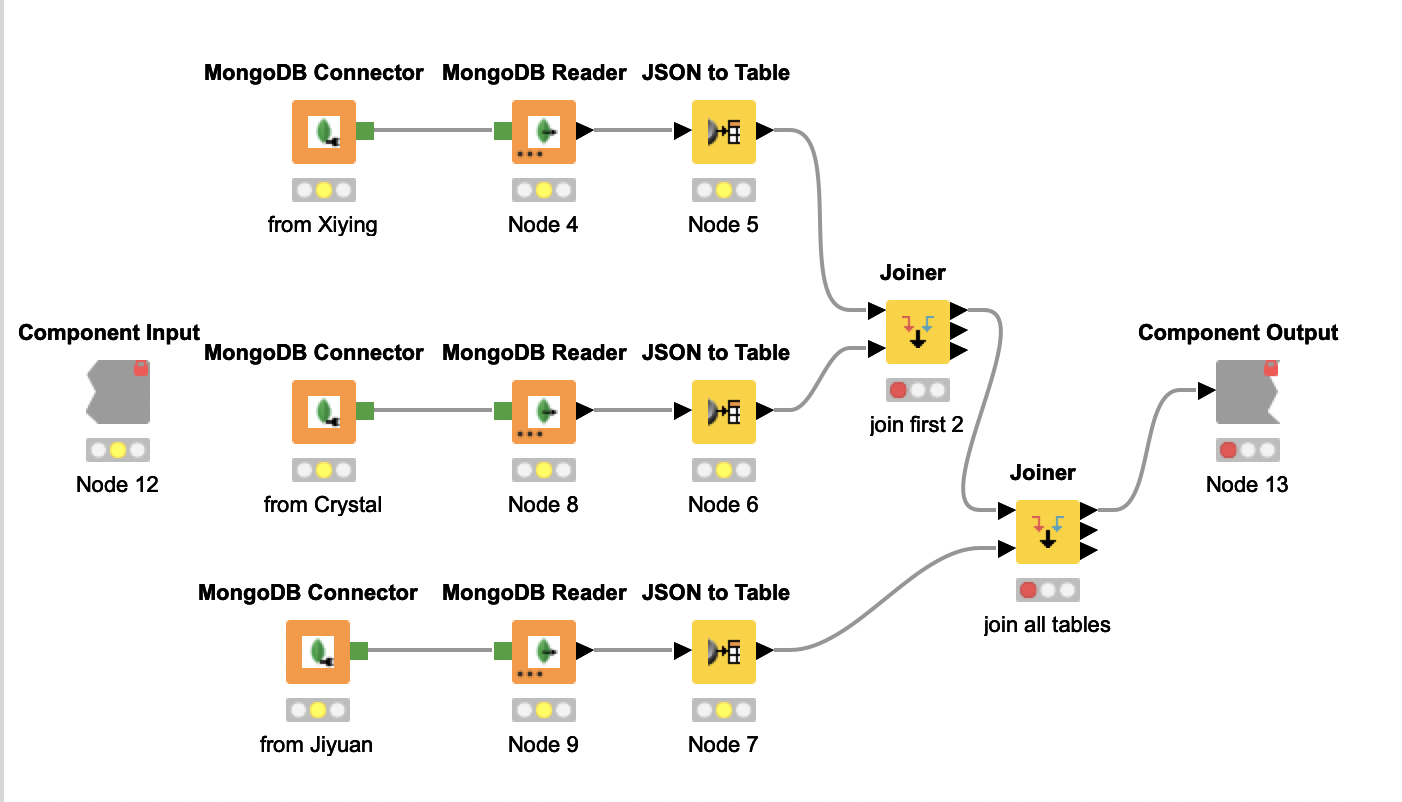 MongoDB Connector MongoDB Reader JSON to Table
from Xiying Node 4 Node 5
Joiner
join first 2
Component Input
Node 12
MongoDB Connector MongoDB Reader JSON to Table
from Crystal Node 8 Node 6
Component Output
Node 13
Joiner
join all tables
MongoDB Connector MongoDB Reader JSON to Table
from Jiyuan Node 9 Node 7